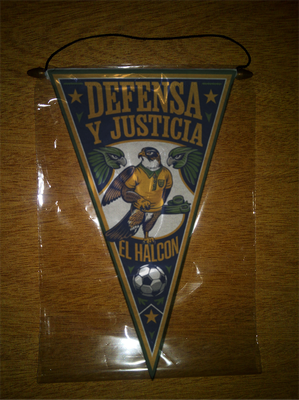 DEFENSA
Y JUSTICIA
EL HALCON